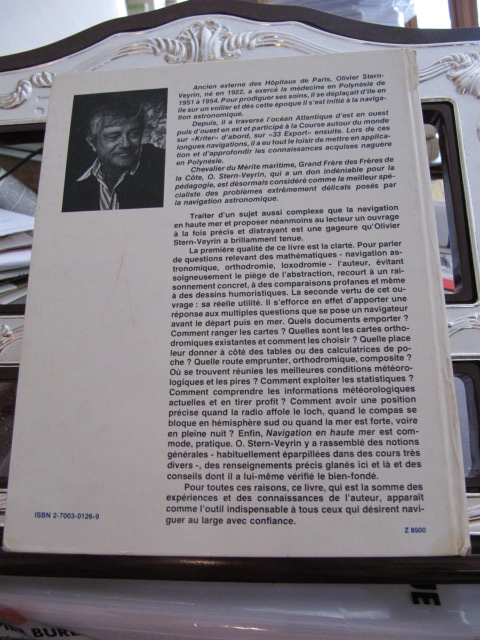 Ancien externe des Hôpitaux de Paris, Olivier Stern-
Veyrin, né en 1922, a exercé la médecine en Polynésie de
1951 à 1954. Pour prodiguer ses soins, il se déplaçait d'île en
île sur un voilier et dès cette époque il s'est initié à la naviga-
tion astronomique.
Depuis, il a traversé l'océan Atlantique d'est en ouest
puis d'ouest en est et participé à la Course autour du monde
sur «Kriter» d'abord, sur «33 Export» ensuite. Lors de ces
longues navigations, il a eu tout le loisir de mettre en applica-
tion et d'approfondir les connaissances acquises naguère
en Polynésie.
Chevalier du Mérite maritime, Grand Frère des Frères de
la Côte, O. Stern-Veyrin, qui a un don indéniable pour la
pédagogie, est désormais considéré comme le meilleur spé-
cialiste des problèmes extrêmement délicats posés par
la navigation astronomique.
Traiter d'un sujet aussi complexe que la navigation
en haute mer et proposer néanmoins au lecteur un ouvrage
à la fois précis et distrayant est une gageure qu'Olivier
Stern-Veyrin a brillamment tenue.
La première qualité de ce livre est la clarté. Pour parler
de questions relevant des mathématiques - navigation as-
tronomique, orthodromie, loxodromie - l'auteur, évitant
soigneusement le piège de l'abstraction, recourt à un rai-
sonnement concret, à des comparaisons profanes et même
à des dessins humoristiques. La seconde vertu de cet ou-
vrage : sa réelle utilité. Il s'efforce en effet d'apporter une
réponse aux multiples questions que se pose un navigateur
avant le départ puis en mer. Quels documents emporter ?
Comment ranger les cartes ? Quelles sont les cartes ortho-
dromiques existantes et comment les choisir ? Quelle place
leur donner à côté des tables ou des calculatrices de po-
che ? Quelle route emprunter, orthodromique, composite ?
Où se trouvent réunies les meilleures conditions météoro-
logiques et les pires ? Comment exploiter les statistiques ?
Comment comprendre les informations météorologiques
actuelles et en tirer profit ? Comment avoir une position
précise quand la radio affole le loch, quand le compas se
bloque en hémisphère sud ou quand la mer est forte, voire
en pleine nuit ? Enfin, Navigation en haute mer est com-
mode, pratique. O. Stern-Veyrin y a rassemblé des notions
générales - habituellement éparpillées dans des cours très
divers -, des renseignements précis glanés ici et là et des
conseils dont il a lui-même vérifié le bien-fondé.
Pour toutes ces raisons, ce livre, qui est la somme des
expériences et des connaissances de l'auteur, apparaît
comme l'outil indispensable à tous ceux qui désirent navi-
guer au large avec confiance.
ISBN 2-7003-0126-9
Z 8500